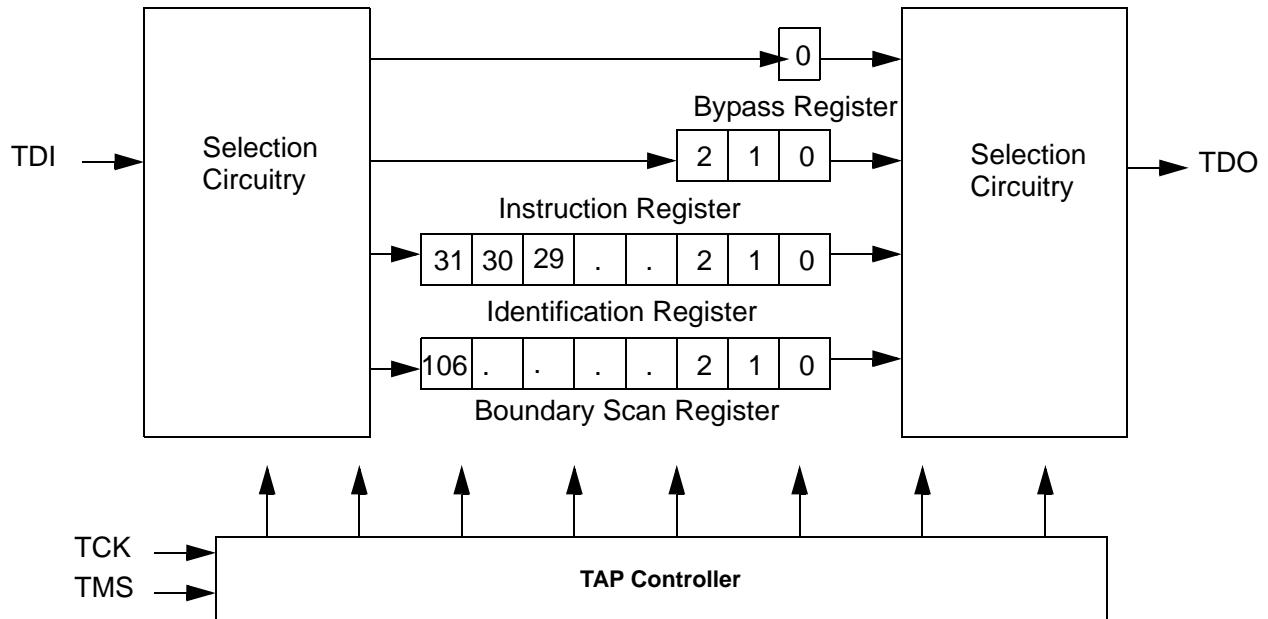 0
Bypass Register
TDI
Selection
Circuitry
2 1 0
Selection
Circuitry
TDO
Instruction Register
31 30 29 . . 2 1 0
Identification Register
106 . . . . 2 1 0
Boundary Scan Register
TCK
TMS
TAP Controller